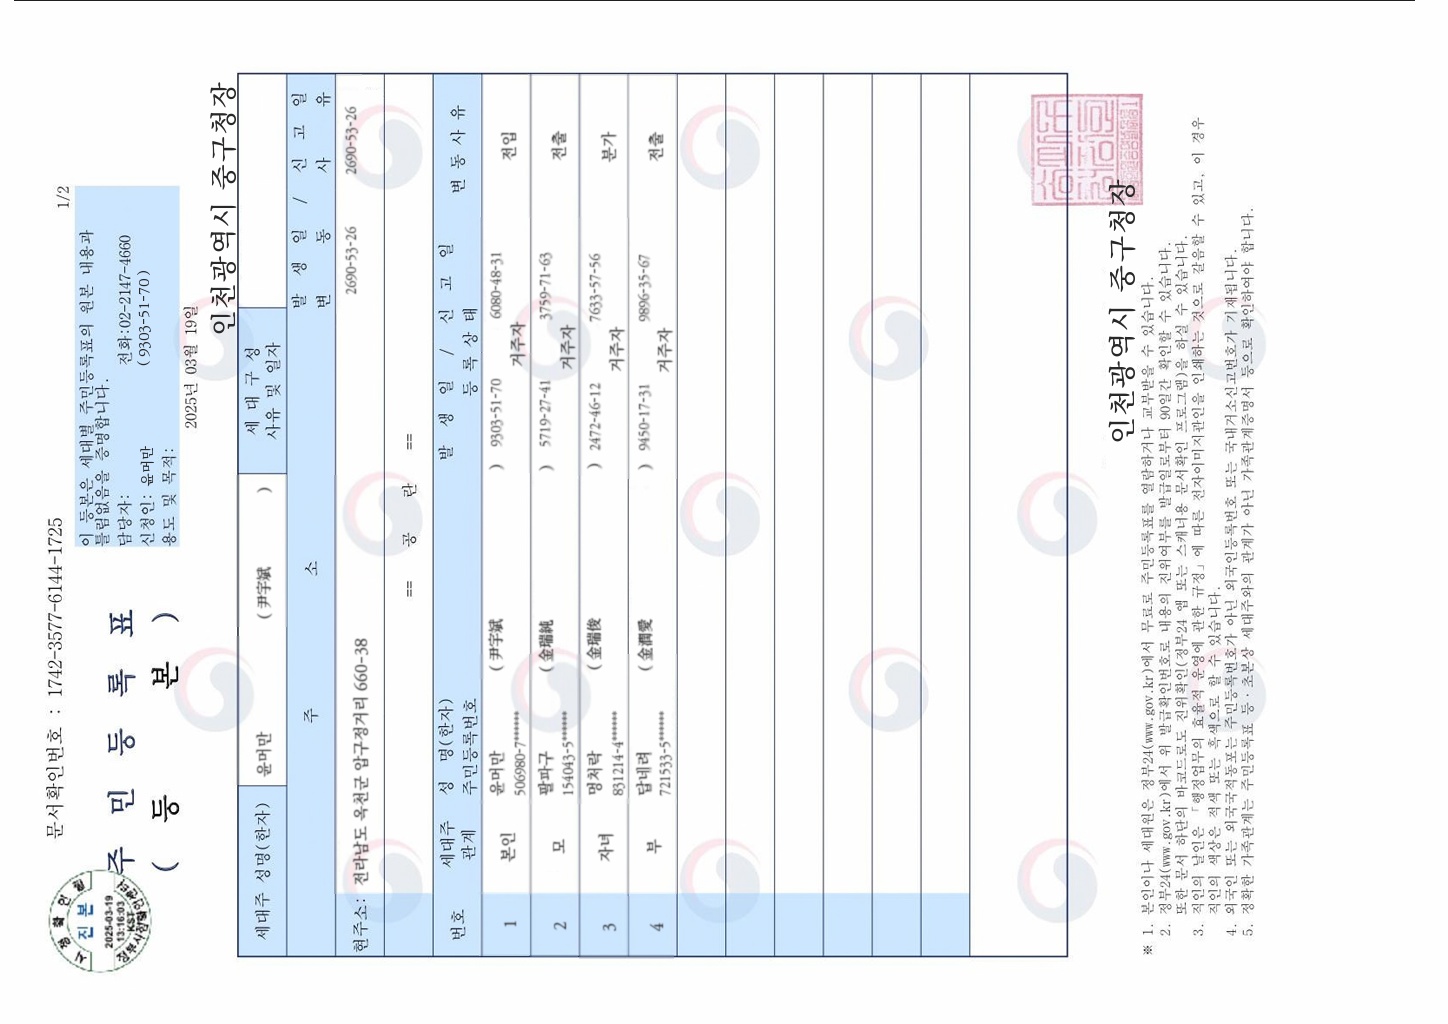 문서확인번호 : 1742-3577-6144-1725
1/2
주 민 등 록 표
( 등 본 )
이 등본은 세대별 주민등록표의 원본 내용과
틀림없음을 증명합니다.
담당자: 전화:02-2147-4660
신청인: 윤머만 (9303-51-70)
용도 및 목적:
2025년 03월 19일
시 점 확 인 필
진 본
2025-03-19
13:16:03
KST
인천광역시 중구청장
세대주 성명(한자) 윤머만 ( 尹宇斌 ) 세 대 구 성
사유 및 일자
주 소 발 생 일 / 신 고 일
변 동 사 유
현주소: 전라남도 옥천군 압구정거리 660-38 2690-53-26 2690-53-26
== 공 란 ==
번호 세대주
관계 성 명(한자)
주민등록번호 발 생 일 / 신 고 일
등 록 상 태 변 동 사 유
1 본인 윤머만 ( 尹宇斌 ) 9303-51-70 6080-48-31 전입
506980-7****** 거주자
2 모 팔파구 ( 金瑞純 ) 5719-27-41 3759-71-63 전출
154043-5****** 거주자
3 자녀 명처락 ( 金瑞俊 ) 2472-46-12 7633-57-56 분가
831214-4****** 거주자
4 부 답네려 ( 金潤愛 ) 9450-17-31 9896-35-67 전출
721533-5****** 거주자
인천광역시 중구청장
※ 1. 본인이나 세대원은 정부24(www.gov.kr)에서 무료로 주민등록표를 열람하거나 교부받을 수 있습니다.
2. 정부24(www.gov.kr)에서 위 발급확인번호로 내용의 진위여부를 발급일로부터 90일간 확인할 수 있습니다.
또한 문서 하단의 바코드로도 진위확인(정부24 앱 또는 스캐너용 문서확인 프로그램)을 하실 수 있습니다.
3. 직인의 날인은 「행정업무의 효율적 운영에 관한 규정」에 따른 전자이미지관인을 인쇄하는 것으로 갈음할 수 있고, 이 경우
직인의 색상은 적색 또는 흑색으로 할 수 있습니다.
4. 외국인 또는 외국국적동포는 주민등록번호가 아닌 외국인등록번호 또는 국내거소신고번호가 기재됩니다.
5. 정확한 가족관계는 주민등록표 등·초본상 세대주와의 관계가 아닌 가족관계증명서 등으로 확인하여야 합니다.